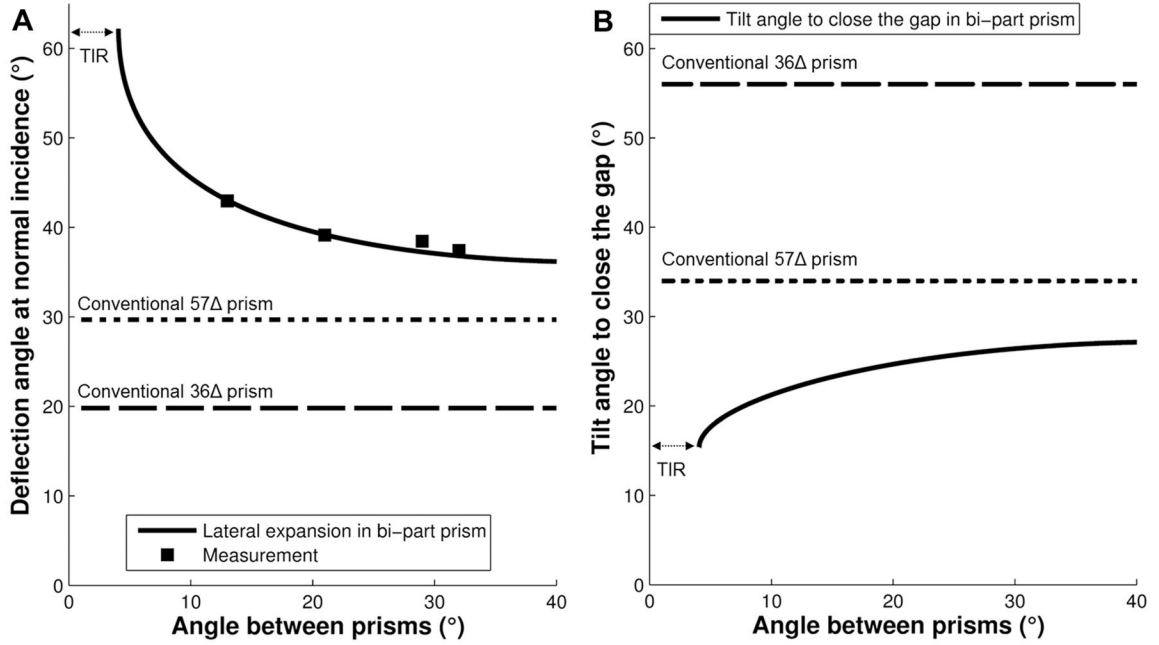 A
Deflection angle at normal incidence (°)
60
50
40
30
20
10
0
TIR
Conventional 57Δ prism
Conventional 36Δ prism
Lateral expansion in bi−part prism
Measurement
0 10 20 30 40
Angle between prisms (°)
B
Tilt angle to close the gap (°)
Tilt angle to close the gap in bi−part prism
60
50
40
30
20
10
0
Conventional 36Δ prism
Conventional 57Δ prism
TIR
0 10 20 30 40
Angle between prisms (°)